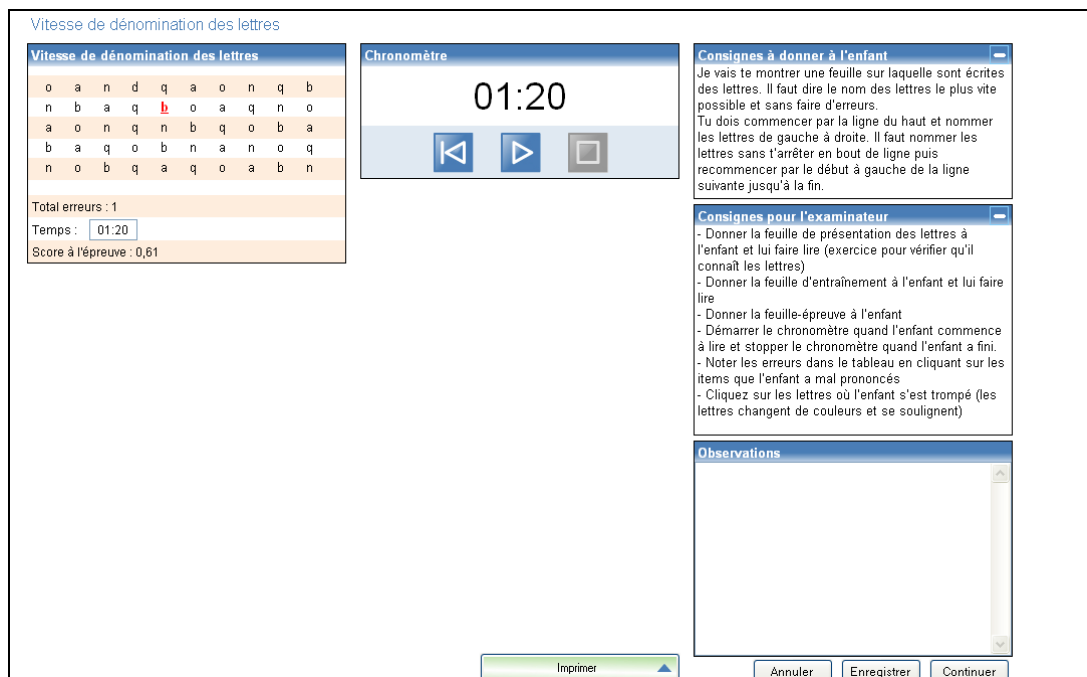 Vitesse de dénomination des lettres
Vitesse de dénomination des lettres
o a n d q a o n q b
n b a q b o a q n o
a o n q n b q o b a
b a q o b n a n o q
n o b q a q o a b n
Total erreurs : 1
Temps : 01:20
Score à l'épreuve : 0,61
Chronomètre
01:20
Consignes à donner à l'enfant
Je vais te montrer une feuille sur laquelle sont écrites
des lettres. Il faut dire le nom des lettres le plus vite
possible et sans faire d'erreurs.
Tu dois commencer par la ligne du haut et nommer
les lettres de gauche à droite. Il faut nommer les
lettres sans t'arrêter en bout de ligne puis
recommencer par le début à gauche de la ligne
suivante jusqu'à la fin.
Consignes pour l'examinateur
- Donner la feuille de présentation des lettres à
l'enfant et lui faire lire (exercice pour vérifier qu'il
connaît les lettres)
- Donner la feuille d'entraînement à l'enfant et lui faire
lire
- Donner la feuille-épreuve à l'enfant
- Démarrer le chronomètre quand l'enfant commence
à lire et stopper le chronomètre quand l'enfant a fini.
- Noter les erreurs dans le tableau en cliquant sur les
items que l'enfant a mal prononcés
- Cliquez sur les lettres où l'enfant s'est trompé (les
lettres changent de couleurs et se soulignent)
Observations
Imprimer
Annuler Enregistrer Continuer